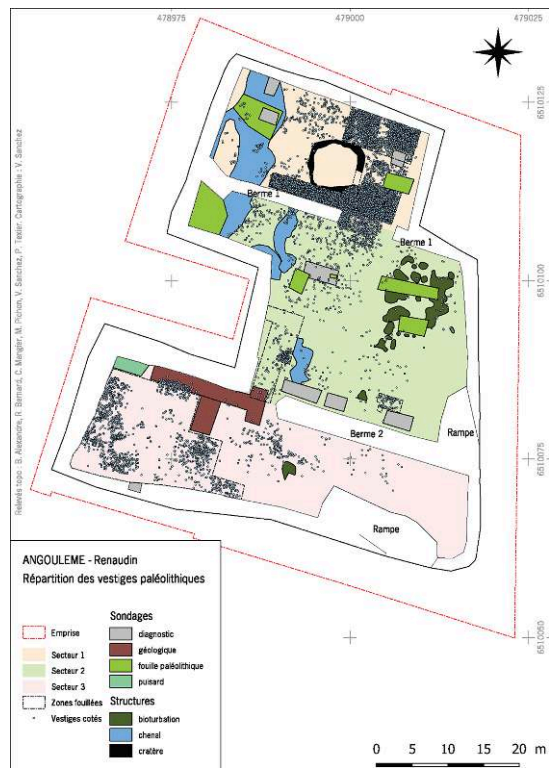 478975
479000
479025
6510125
Berme 1
Berme 1
6510100
Berme 2
Rampe
6510075
Rampe
6510050
Relevés topo : B. Alexandre, R. Bernard, C. Mangier, M. Pichon, V. Sanchez, P. Texier. Cartographie : V. Sanchez
ANGOULEME - Renaudin
Répartition des vestiges paléolithiques
Emprise
Secteur 1
Secteur 2
Secteur 3
Zones fouillées
Vestiges cotés
Sondages
diagnostic
géologique
fouille paléolithique
puisard
Structures
bioturbation
chenal
cratère
0 5 10 15 20 m